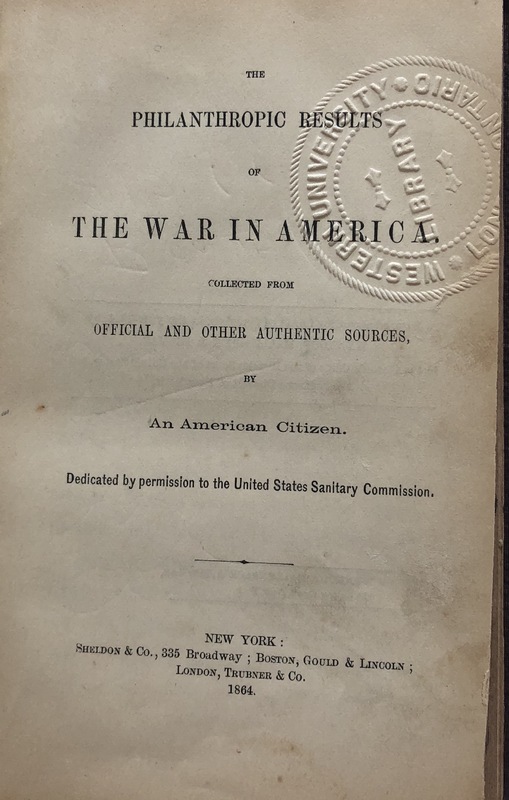 THE
PHILANTHROPIC RESULTS
OF
THE WAR IN AMERICA.
COLLECTED FROM
OFFICIAL AND OTHER AUTHENTIC SOURCES,
BY
An American Citizen.
Dedicated by permission to the United States Sanitary Commission.
NEW YORK :
SHELDON & CO., 335 Broadway ; BOSTON, GOULD & LINCOLN ;
LONDON, TRUBNER & CO.
1864.
WESTERN UNIVERSITY
LONDON ONTARIO
LIBRARY